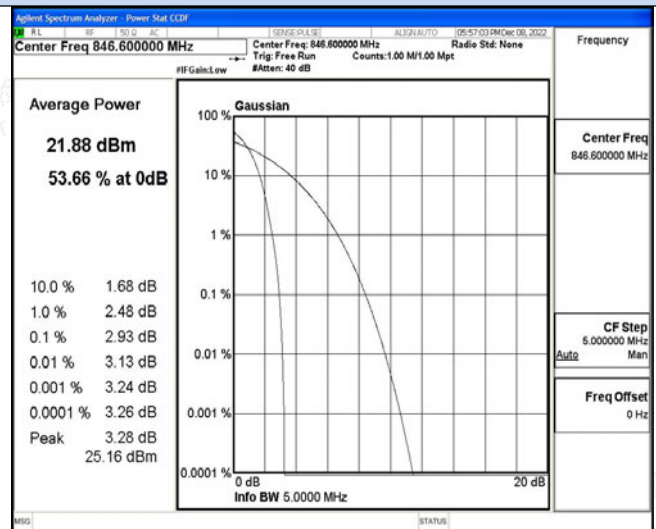 Agilent Spectrum Analyzer - Power Stat CCDF
RL RF 50 Ω AC SENSE:PULSE ALIGNAUTO 05:57:03 PM Dec 08, 2022
Center Freq 846.600000 MHz
Center Freq: 846.600000 MHz Radio Std: None
Trig: Free Run Counts:1.00 M/1.00 Mpt
#IFGain:Low #Atten: 40 dB
Frequency
Average Power
21.88 dBm
53.66 % at 0dB
10.0 % 1.68 dB
1.0 % 2.48 dB
0.1 % 2.93 dB
0.01 % 3.13 dB
0.001 % 3.24 dB
0.0001 % 3.26 dB
Peak 3.28 dB
25.16 dBm
Gaussian
100 %
10 %
1 %
0.1 %
0.01 %
0.001 %
0.0001 %
0 dB 20 dB
Info BW 5.0000 MHz
Center Freq
846.600000 MHz
CF Step
5.000000 MHz
Auto Man
Freq Offset
0 Hz
MSG STATUS